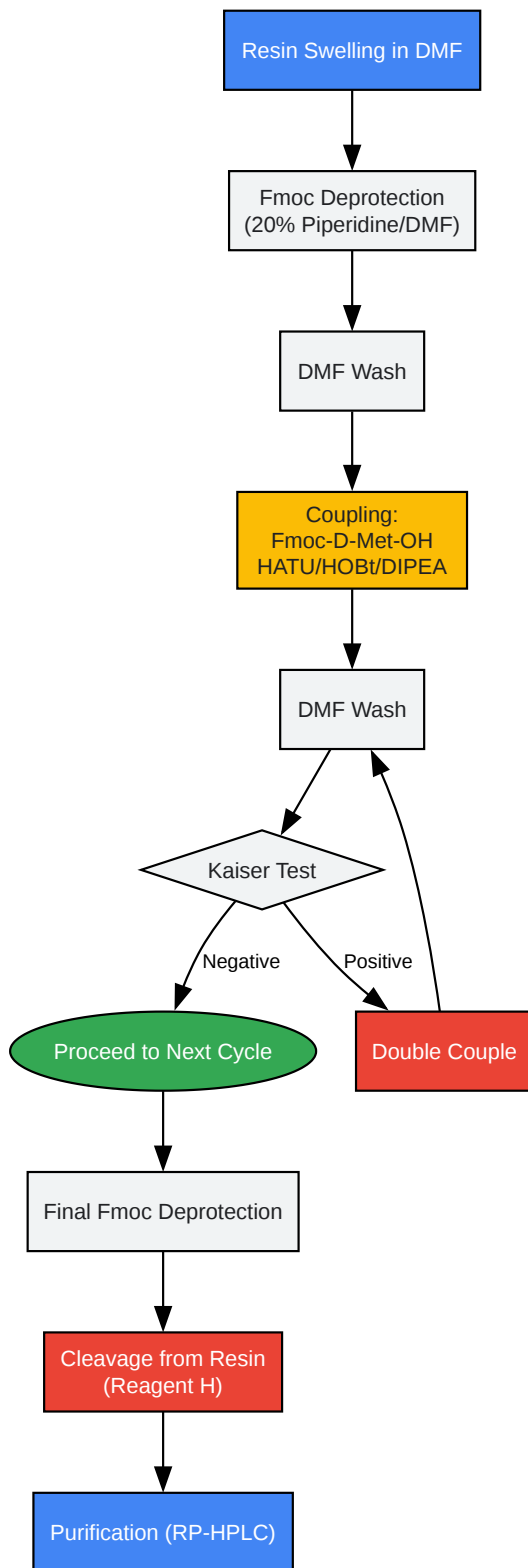 Resin Swelling in DMF
Fmoc Deprotection
(20% Piperidine/DMF)
DMF Wash
Coupling:
Fmoc-D-Met-OH
HATU/HOBt/DIPEA
DMF Wash
Kaiser Test
Negative
Positive
Proceed to Next Cycle
Double Couple
Final Fmoc Deprotection
Cleavage from Resin
(Reagent H)
Purification (RP-HPLC)